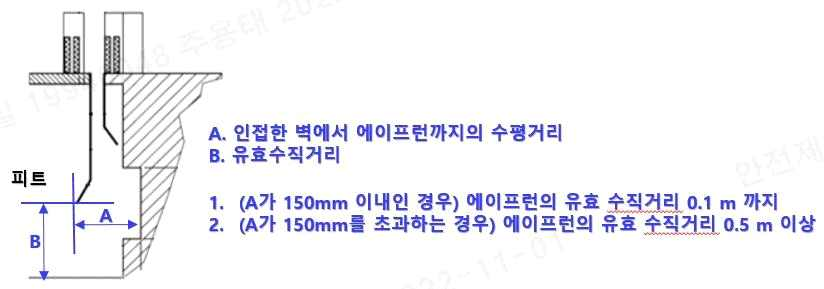 A. 인접한 벽에서 에이프런까지의 수평거리
B. 유효수직거리
피트
1. (A가 150mm 이내인 경우) 에이프런의 유효 수직거리 0.1 m 까지
2. (A가 150mm를 초과하는 경우) 에이프런의 유효 수직거리 0.5 m 이상
A
B